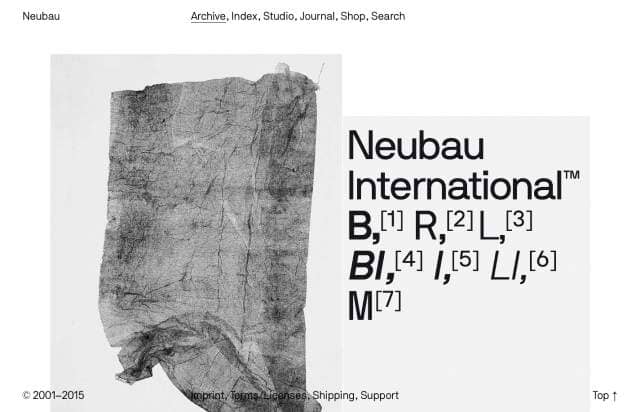 Neubau
Archive, Index, Studio, Journal, Shop, Search
Neubau
International™
B,[1] R,[2] L,[3]
BI,[4] I,[5] LI,[6]
M[7]
© 2001–2015
Imprint, Terms/Licenses, Shipping, Support
Top ↑